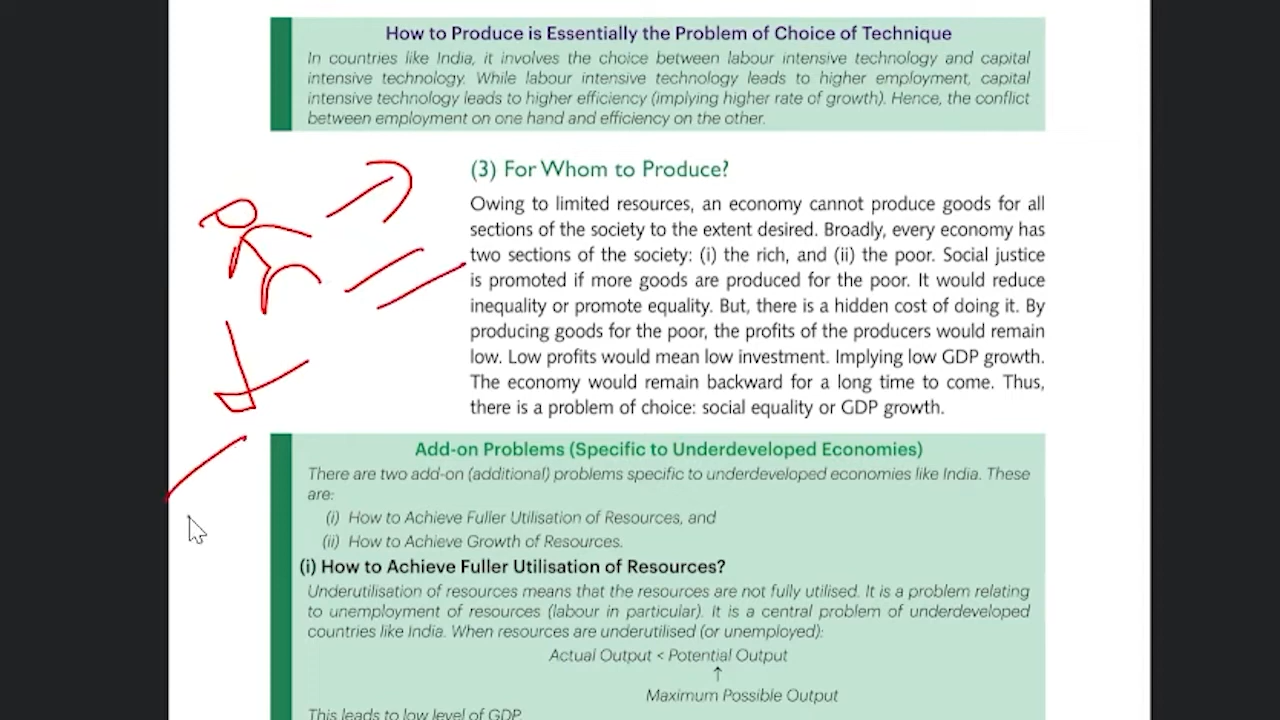 How to Produce is Essentially the Problem of Choice of Technique
In countries like India, it involves the choice between labour intensive technology and capital
intensive technology. While labour intensive technology leads to higher employment, capital
intensive technology leads to higher efficiency (implying higher rate of growth). Hence, the conflict
between employment on one hand and efficiency on the other.
(3) For Whom to Produce?
Owing to limited resources, an economy cannot produce goods for all
sections of the society to the extent desired. Broadly, every economy has
two sections of the society: (i) the rich, and (ii) the poor. Social justice
is promoted if more goods are produced for the poor. It would reduce
inequality or promote equality. But, there is a hidden cost of doing it. By
producing goods for the poor, the profits of the producers would remain
low. Low profits would mean low investment. Implying low GDP growth.
The economy would remain backward for a long time to come. Thus,
there is a problem of choice: social equality or GDP growth.
Add-on Problems (Specific to Underdeveloped Economies)
There are two add-on (additional) problems specific to underdeveloped economies like India. These
are:
(i) How to Achieve Fuller Utilisation of Resources, and
(ii) How to Achieve Growth of Resources.
(i) How to Achieve Fuller Utilisation of Resources?
Underutilisation of resources means that the resources are not fully utilised. It is a problem relating
to unemployment of resources (labour in particular). It is a central problem of underdeveloped
countries like India. When resources are underutilised (or unemployed):
Actual Output < Potential Output
↑
Maximum Possible Output
This leads to low level of GDP.